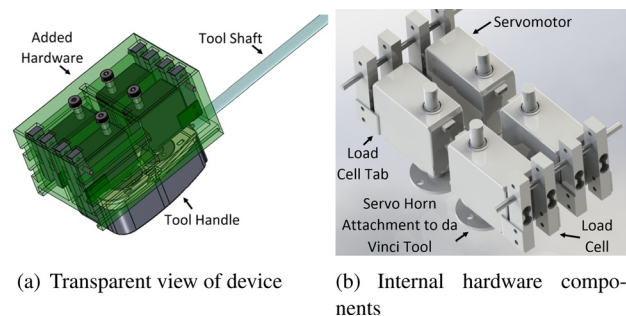 Added
Hardware
Tool Shaft
Tool Handle
Servomotor
Load
Cell Tab
Servo Horn
Attachment to da
Vinci Tool
Load
Cell
(a) Transparent view of device
(b) Internal hardware compo-
nents